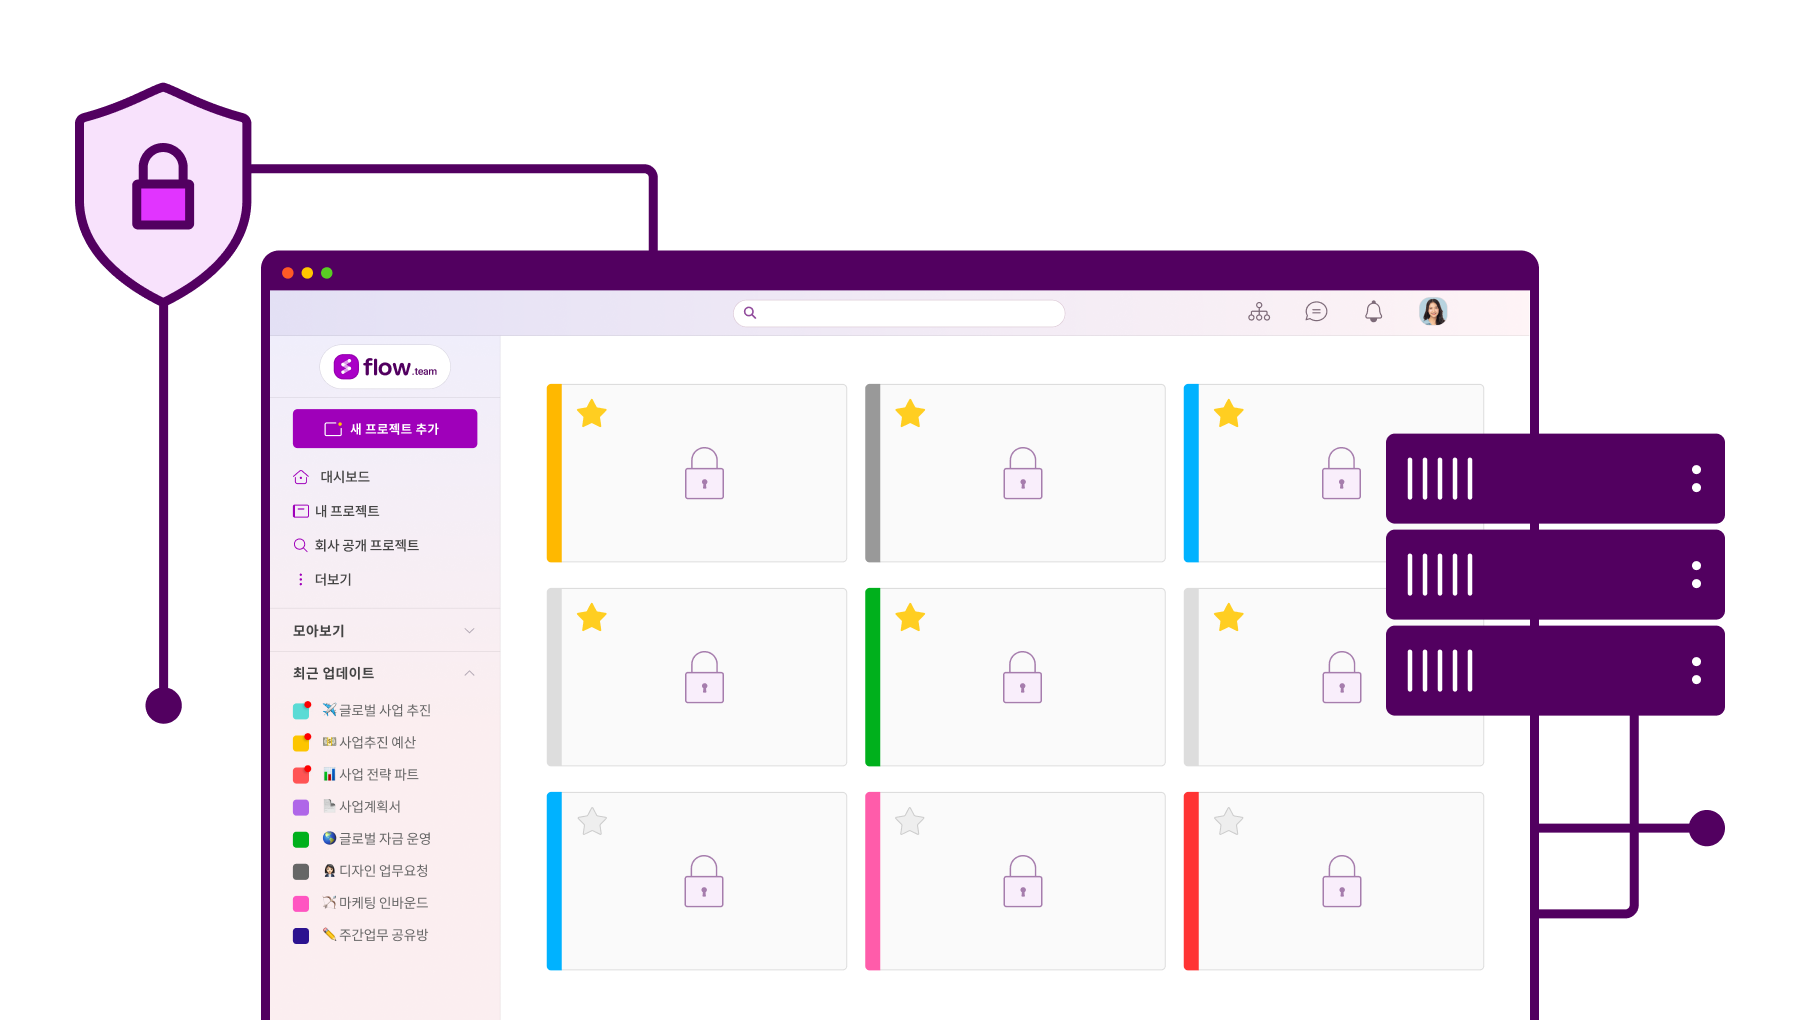 flow.team
새 프로젝트 추가
대시보드
내 프로젝트
회사 공개 프로젝트
더보기
모아보기
최근 업데이트
글로벌 사업 추진
사업추진 예산
사업 전략 파트
사업계획서
글로벌 자금 운영
디자인 업무요청
마케팅 인바운드
주간업무 공유방